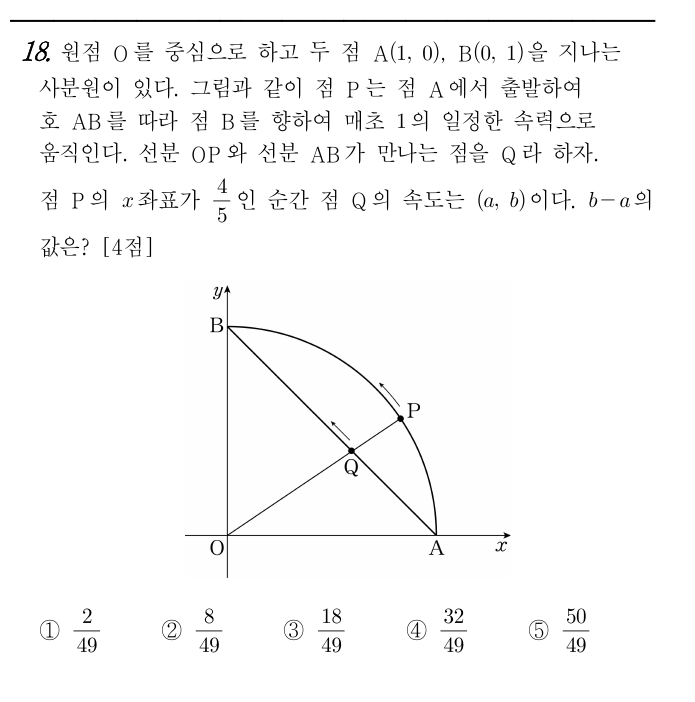 18. 원점 O를 중심으로 하고 두 점 A(1, 0), B(0, 1)을 지나는
사분원이 있다. 그림과 같이 점 P는 점 A에서 출발하여
호 AB를 따라 점 B를 향하여 매초 1의 일정한 속력으로
움직인다. 선분 OP와 선분 AB가 만나는 점을 Q라 하자.
점 P의 x좌표가 4/5인 순간 점 Q의 속도는 (a, b)이다. b-a의
값은? [4점]
y
B
P
Q
O
A
x
① 2/49 ② 8/49 ③ 18/49 ④ 32/49 ⑤ 50/49